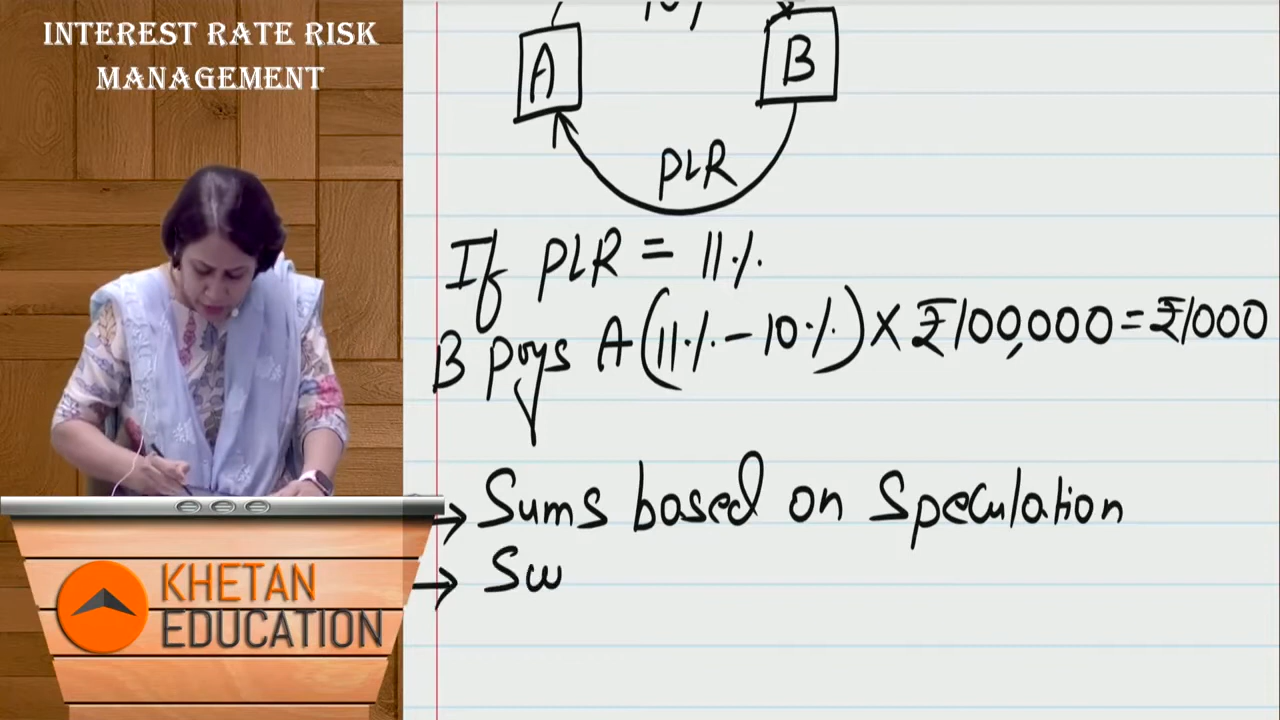 INTEREST RATE RISK
MANAGEMENT
A
B
PLR
If PLR = 11%
B pays A (11% - 10%) × ₹100,000 = ₹1000
→ Sums based on Speculation
→ Sw
KHETAN
EDUCATION